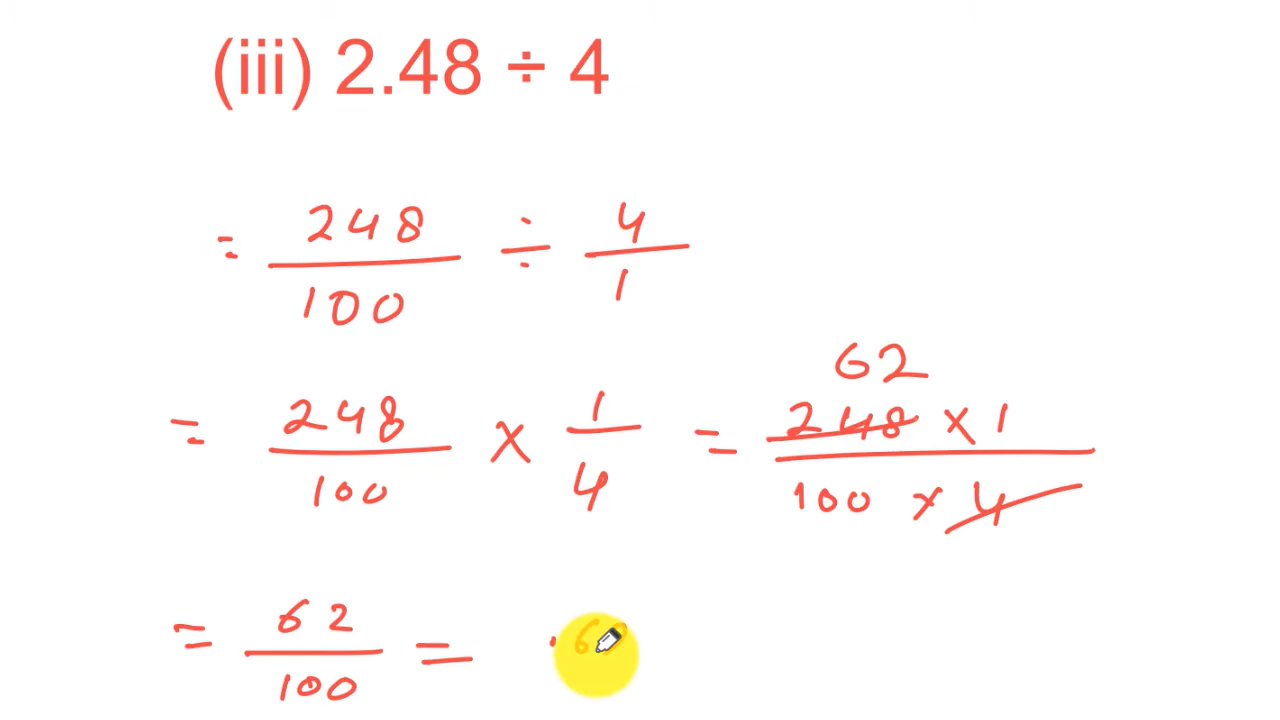 (iii) 2.48 ÷ 4
= 248/100 ÷ 4/1
= 248/100 × 1/4 = 62 248 × 1/100 × 4
= 62/100 = .6